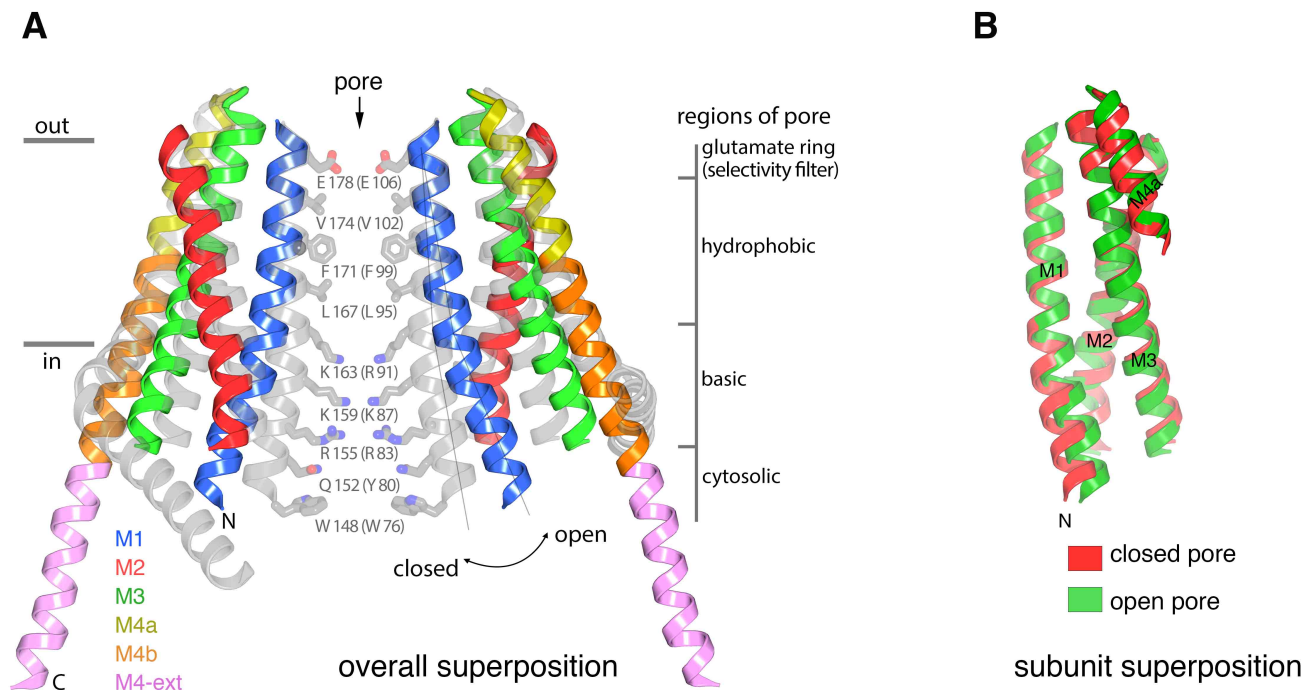 A
B
pore
out
in
regions of pore
glutamate ring
(selectivity filter)
hydrophobic
basic
cytosolic
E 178 (E 106)
V 174 (V 102)
F 171 (F 99)
L 167 (L 95)
K 163 (R 91)
K 159 (K 87)
R 155 (R 83)
Q 152 (Y 80)
W 148 (W 76)
N
closed
open
M1
M2
M3
M4a
M4b
M4-ext
C
overall superposition
M4a
M1
M2
M3
N
closed pore
open pore
subunit superposition